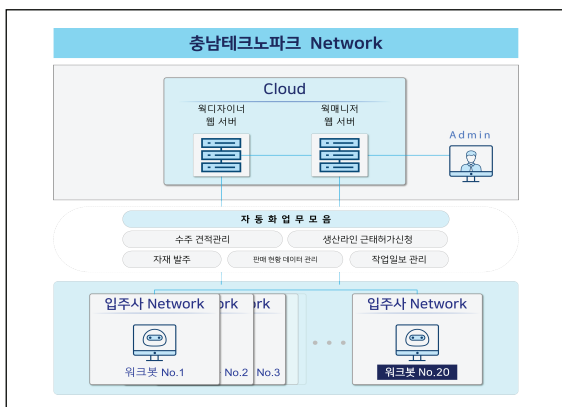 충남테크노파크 Network
Cloud
웍디자이너 웍매니저
웹 서버 웹 서버
Admin
자동화업무모음
수주 견적관리 생산라인 근태허가신청
자재 발주 판매 현황 데이터 관리 작업일보 관리
입주사 Network
워크봇 No.1
rk
No.2
rk
No.3
입주사 Network
워크봇 No.20